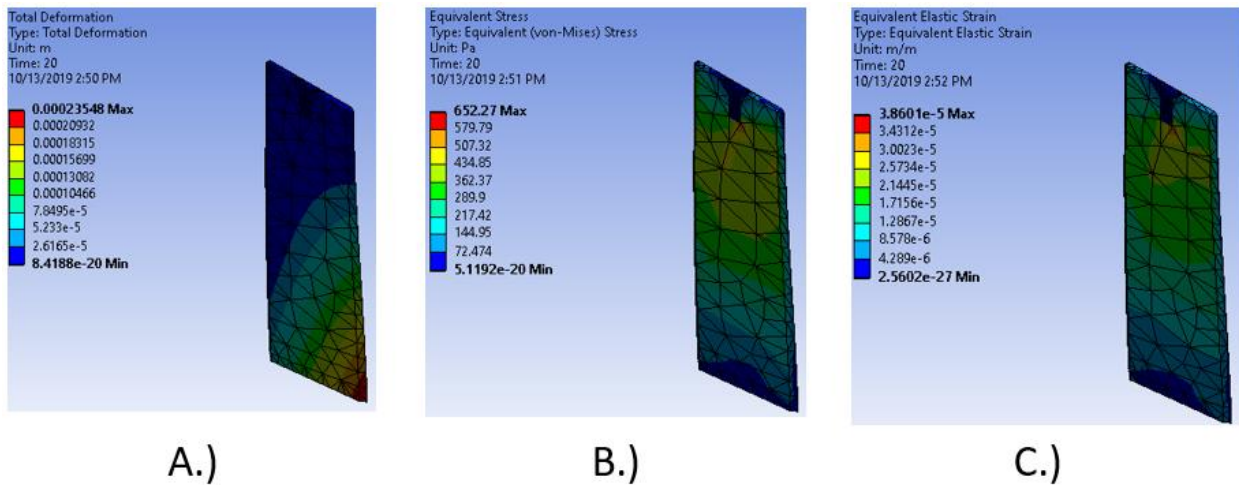 Total Deformation
Type: Total Deformation
Unit: m
Time: 20
10/13/2019 2:50 PM
0.00023548 Max
0.00020932
0.00018315
0.00015699
0.00013082
0.00010466
7.8495e-5
5.233e-5
2.6165e-5
8.4188e-20 Min
A.)
Equivalent Stress
Type: Equivalent (von-Mises) Stress
Unit: Pa
Time: 20
10/13/2019 2:51 PM
652.27 Max
579.79
507.32
434.85
362.37
289.9
217.42
144.95
72.474
5.1192e-20 Min
B.)
Equivalent Elastic Strain
Type: Equivalent Elastic Strain
Unit: m/m
Time: 20
10/13/2019 2:52 PM
3.8601e-5 Max
3.4312e-5
3.0023e-5
2.5734e-5
2.1445e-5
1.7156e-5
1.2867e-5
8.578e-6
4.289e-6
2.5602e-27 Min
C.)